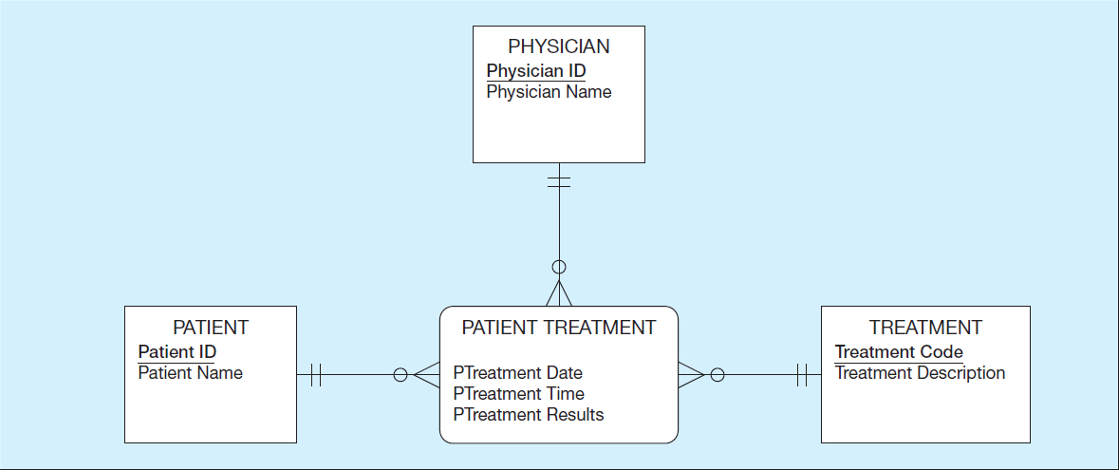 PHYSICIAN
Physician ID
Physician Name
PATIENT
Patient ID
Patient Name
PATIENT TREATMENT
PTreatment Date
PTreatment Time
PTreatment Results
TREATMENT
Treatment Code
Treatment Description